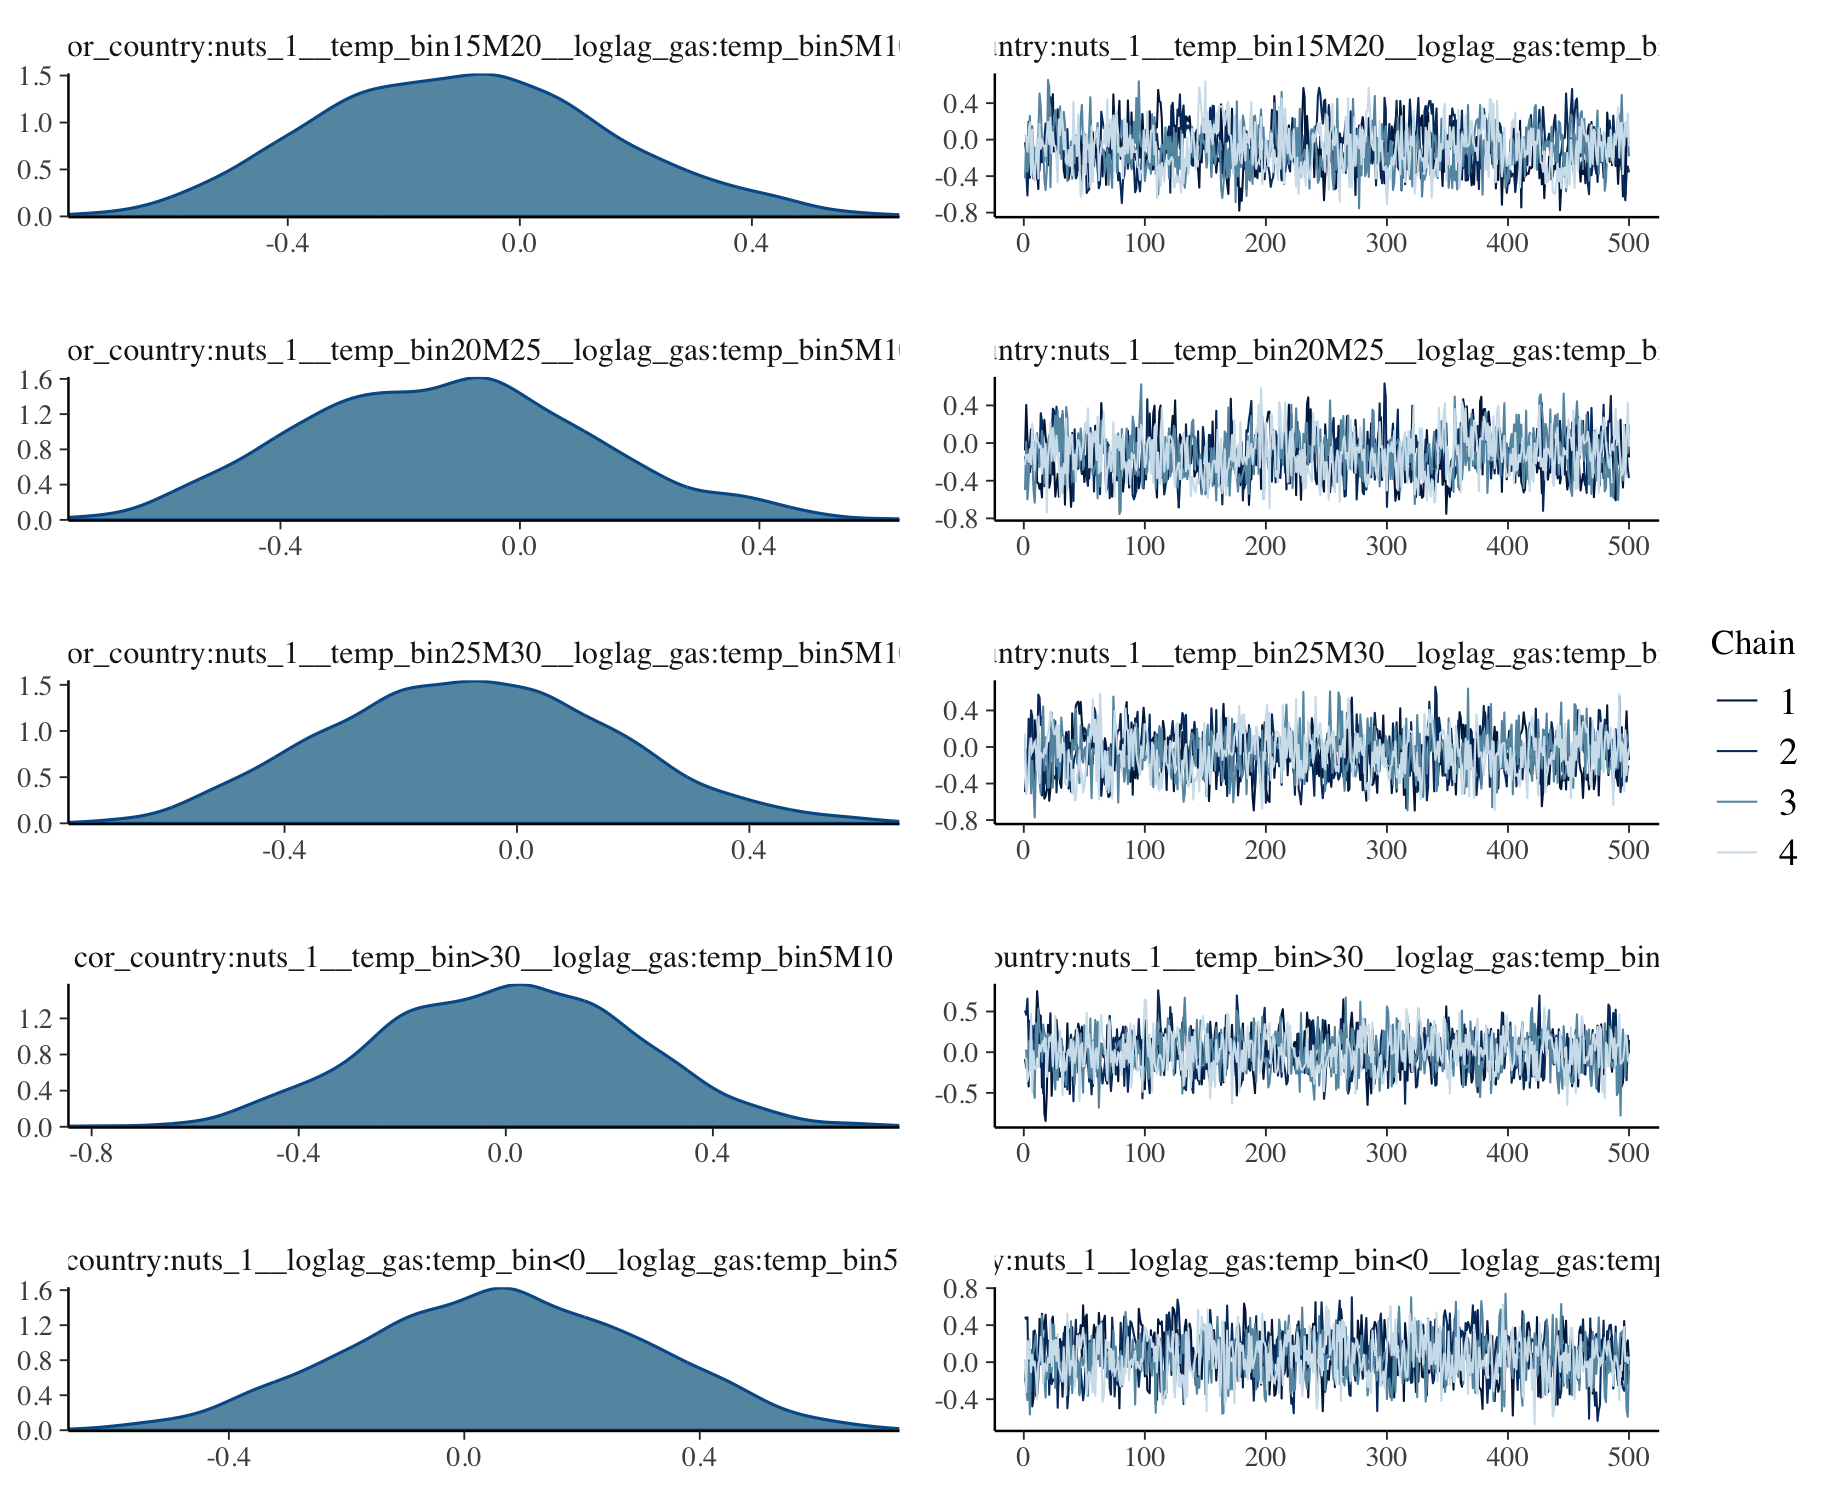 or_country:nuts_1__temp_bin15M20__loglag_gas:temp_bin5M1
ntry:nuts_1__temp_bin15M20__loglag_gas:temp_b
1.5
1.0
0.5
0.0
-0.4 0.0 0.4
0.4
0.0
-0.4
-0.8
0 100 200 300 400 500
or_country:nuts_1__temp_bin20M25__loglag_gas:temp_bin5M1
ntry:nuts_1__temp_bin20M25__loglag_gas:temp_b
1.6
1.2
0.8
0.4
0.0
-0.4 0.0 0.4
0.4
0.0
-0.4
-0.8
0 100 200 300 400 500
or_country:nuts_1__temp_bin25M30__loglag_gas:temp_bin5M1
ntry:nuts_1__temp_bin25M30__loglag_gas:temp_b
1.5
1.0
0.5
0.0
-0.4 0.0 0.4
0.4
0.0
-0.4
-0.8
0 100 200 300 400 500
Chain
1
2
3
4
cor_country:nuts_1__temp_bin>30__loglag_gas:temp_bin5M10
ountry:nuts_1__temp_bin>30__loglag_gas:temp_bin
1.2
0.8
0.4
0.0
-0.8 -0.4 0.0 0.4
0.5
0.0
-0.5
0 100 200 300 400 500
country:nuts_1__loglag_gas:temp_bin<0__loglag_gas:temp_bin5
y:nuts_1__loglag_gas:temp_bin<0__loglag_gas:temp
1.6
1.2
0.8
0.4
0.0
-0.4 0.0 0.4
0.8
0.4
0.0
-0.4
0 100 200 300 400 500